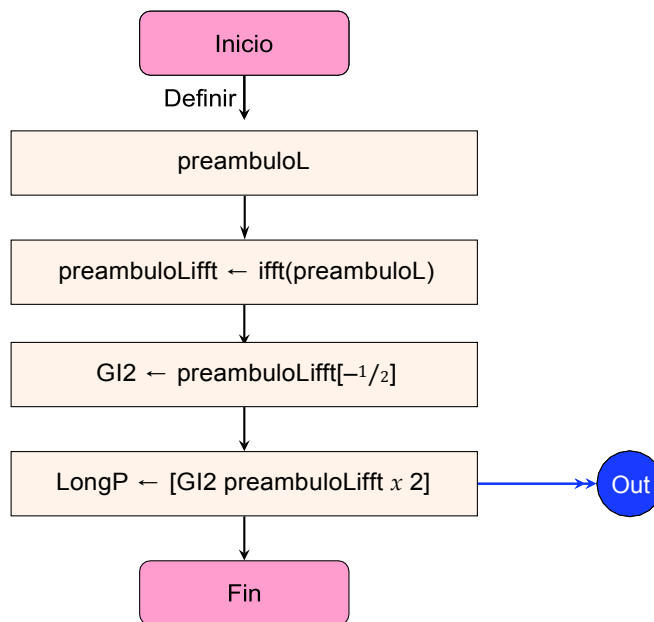 Inicio
Definir
preambuloL
preambuloLifft ← ifft(preambuloL)
GI2 ← preambuloLifft[−1/2]
LongP ← [GI2 preambuloLifft x 2]
Out
Fin